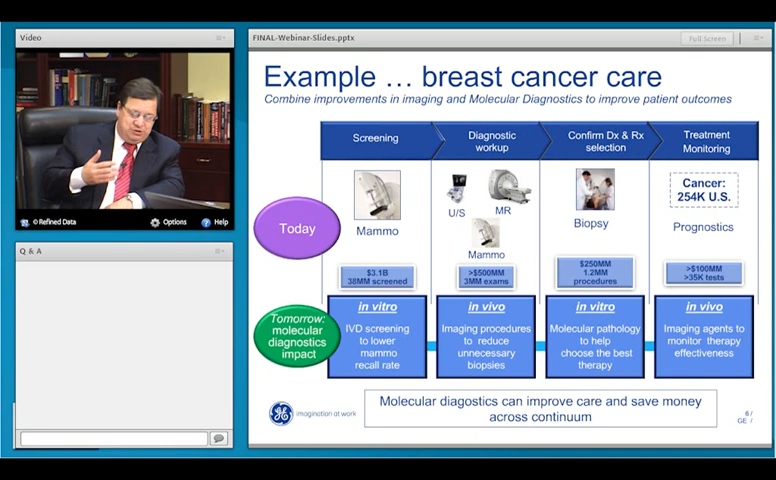 Video
FINAL-Webinar-Slides.pptx
Full Screen
Example … breast cancer care
Combine improvements in imaging and Molecular Diagnostics to improve patient outcomes
Screening
Diagnostic
workup
Confirm Dx & Rx
selection
Treatment
Monitoring
Today
Mammo
U/S
MR
Mammo
Biopsy
Cancer:
254K U.S.
Prognostics
$3.1B
38MM screened
>$500MM
3MM exams
$250MM
1.2MM
procedures
>$100MM
>35K tests
Tomorrow:
molecular
diagnostics
impact
in vitro
IVD screening
to lower
mammo
recall rate
in vivo
Imaging procedures
to reduce
unnecessary
biopsies
in vitro
Molecular pathology
to help
choose the best
therapy
in vivo
Imaging agents to
monitor therapy
effectiveness
GE imagination at work
Molecular diagostics can improve care and save money
across continuum
6 /
GE /
© Refined Data
Options
Help
Q & A